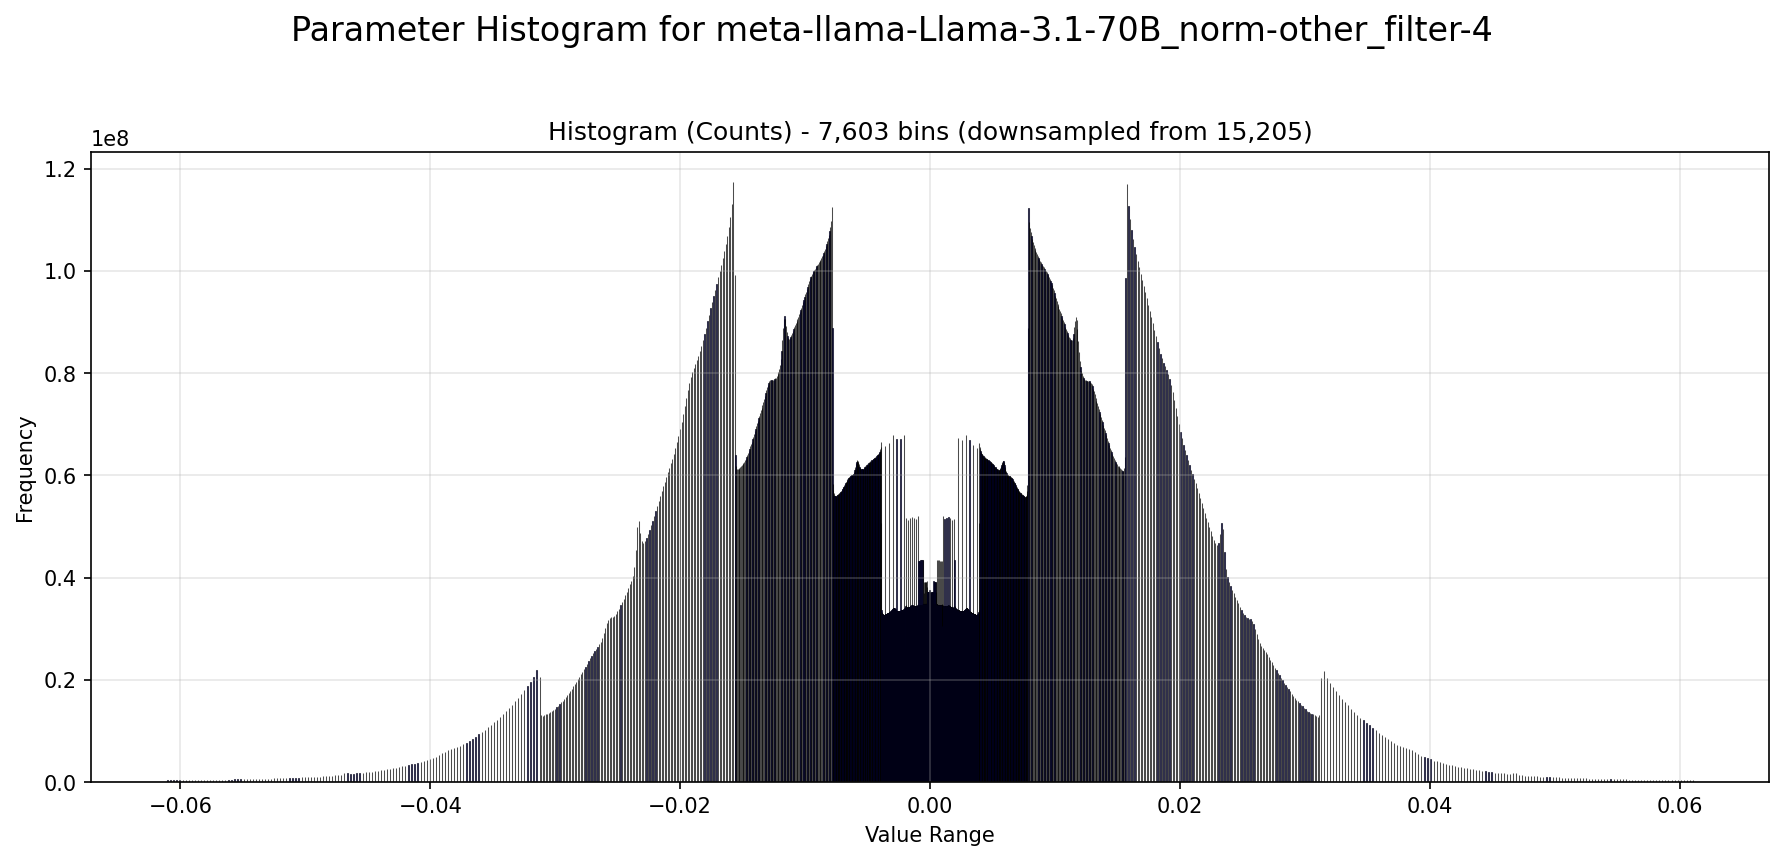 Parameter Histogram for meta-llama-Llama-3.1-70B_norm-other_filter-4
Histogram (Counts) - 7,603 bins (downsampled from 15,205)
1e8
1.2
1.0
0.8
0.6
0.4
0.2
0.0
Frequency
−0.06
−0.04
−0.02
0.00
0.02
0.04
0.06
Value Range